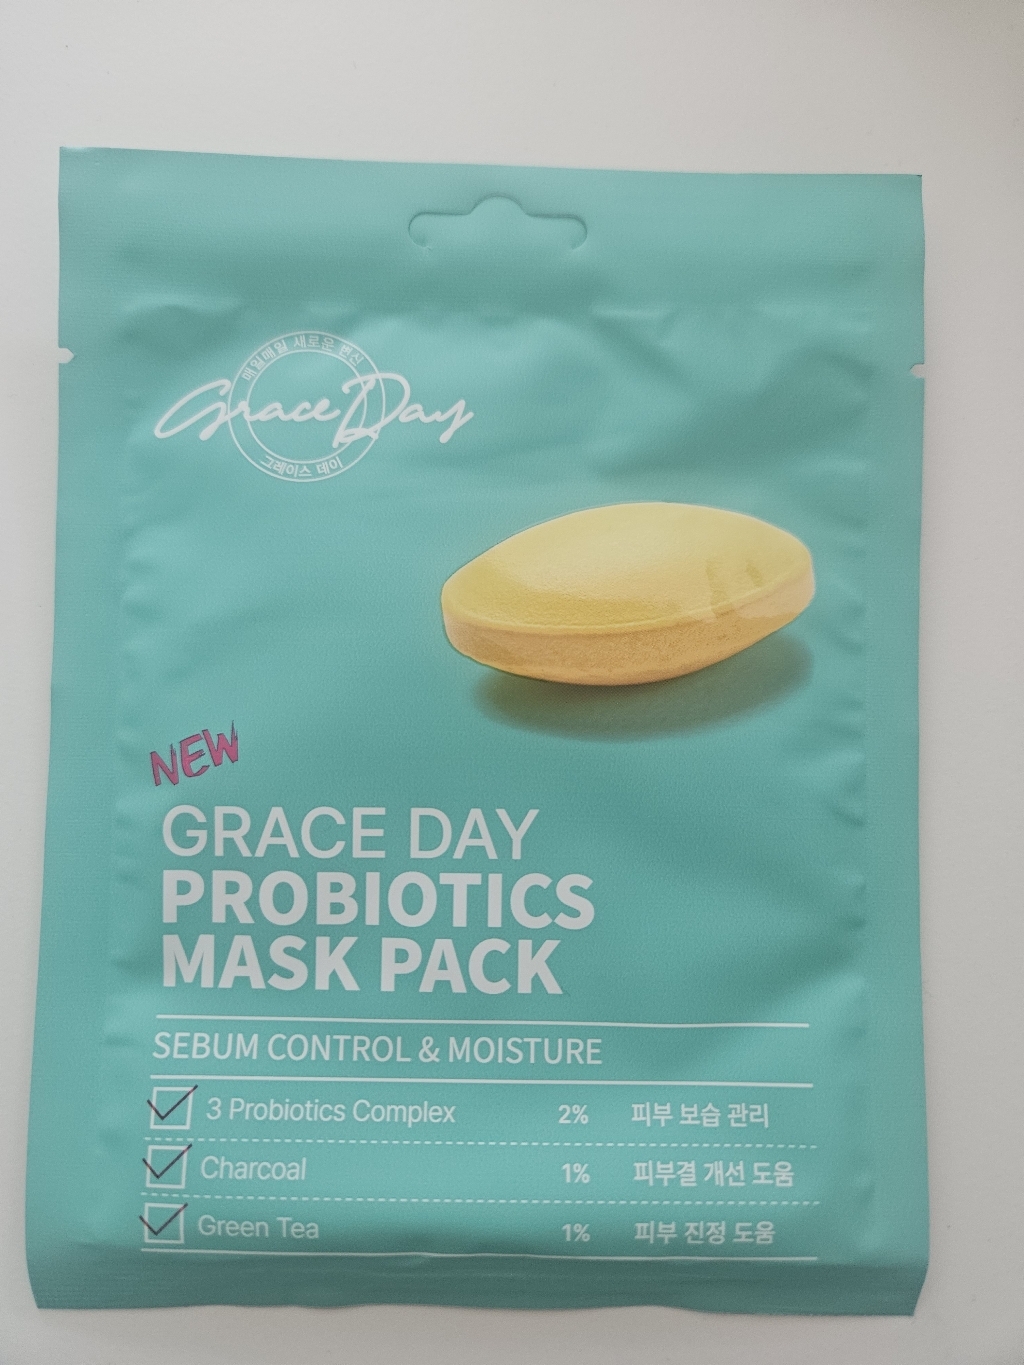 매일매일 새로운 변신
Grace Day
그레이스 데이
NEW
GRACE DAY
PROBIOTICS
MASK PACK
SEBUM CONTROL & MOISTURE
3 Probiotics Complex 2% 피부 보습 관리
Charcoal 1% 피부결 개선 도움
Green Tea 1% 피부 진정 도움